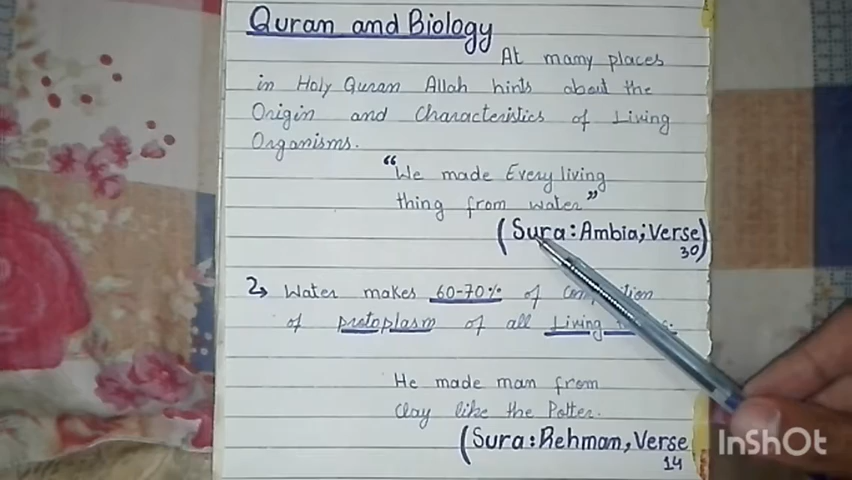 Quran and Biology
At many places
in Holy Quran Allah hints about the
Origin and Characteristics of Living
Organisms.
"We made Every living
thing from water"
(Sura: Ambia; Verse
30)
2→ Water makes 60-70% of
of protoplasm of all Living
He made man from
Clay like the Potter.
(Sura: Rehman, Verse
14
InShOt